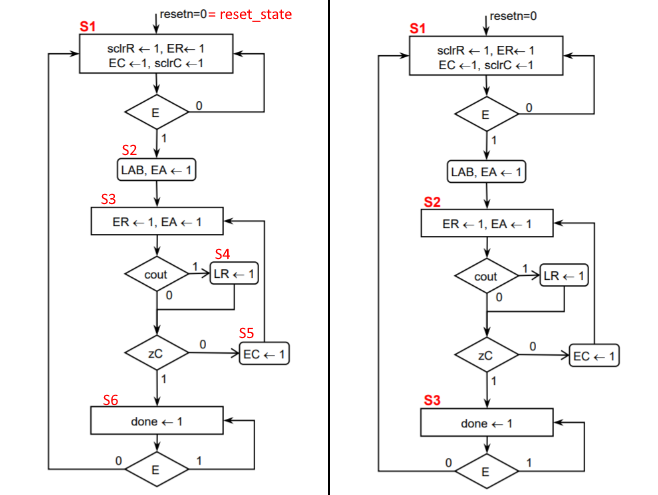 resetn=0 = reset_state
S1
sclrR ← 1, ER← 1
EC ←1, sclrC ←1
E
0
1
S2
LAB, EA ← 1
S3
ER ← 1, EA ← 1
S4
cout
1
LR ← 1
0
S5
zC
0
EC ← 1
1
S6
done ← 1
0
E
1
resetn=0
S1
sclrR ← 1, ER← 1
EC ←1, sclrC ←1
E
0
1
LAB, EA ← 1
S2
ER ← 1, EA ← 1
cout
1
LR ← 1
0
zC
0
EC ← 1
1
S3
done ← 1
0
E
1